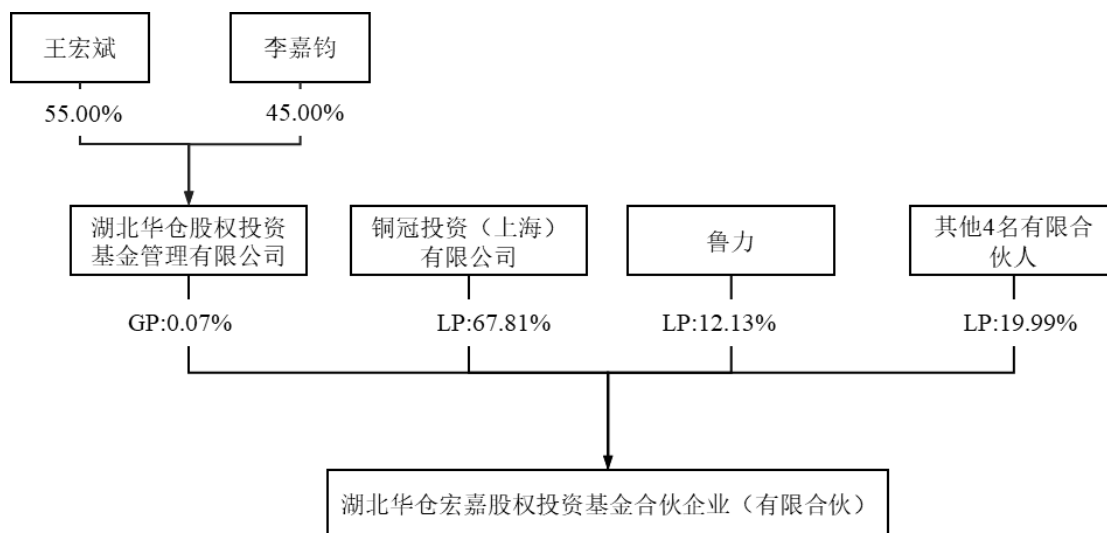 王宏斌
李嘉钧
55.00%
45.00%
湖北华仓股权投资
基金管理有限公司
铜冠投资（上海）
有限公司
鲁力
其他4名有限合
伙人
GP:0.07%
LP:67.81%
LP:12.13%
LP:19.99%
湖北华仓宏嘉股权投资基金合伙企业（有限合伙）